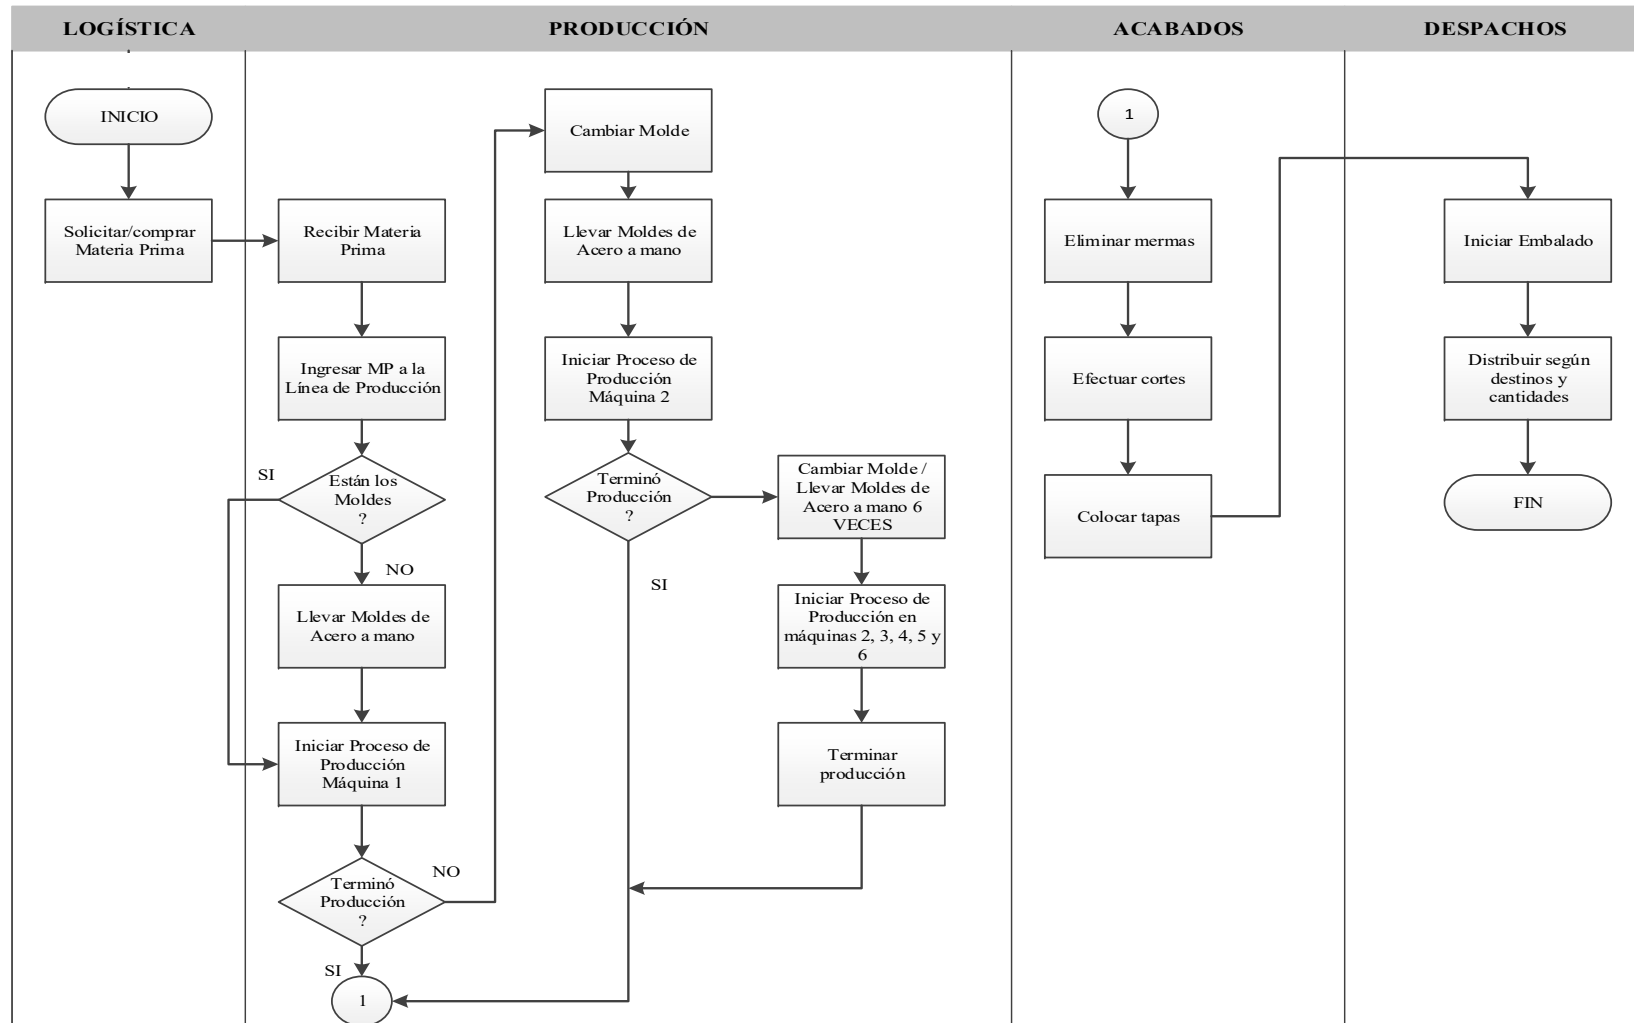 LOGÍSTICA
PRODUCCIÓN
ACABADOS
DESPACHOS
INICIO
Solicitar/comprar
Materia Prima
Recibir Materia
Prima
Ingresar MP a la
Línea de Producción
Están los
Moldes
?
SI
NO
Llevar Moldes de
Acero a mano
Iniciar Proceso de
Producción
Máquina 1
Terminó
Producción
?
NO
SI
1
Cambiar Molde
Llevar Moldes de
Acero a mano
Iniciar Proceso de
Producción
Máquina 2
Terminó
Producción
?
SI
Cambiar Molde /
Llevar Moldes de
Acero a mano 6
VECES
Iniciar Proceso de
Producción en
máquinas 2, 3, 4, 5 y
6
Terminar
producción
1
Eliminar mermas
Efectuar cortes
Colocar tapas
Iniciar Embalado
Distribuir según
destinos y
cantidades
FIN